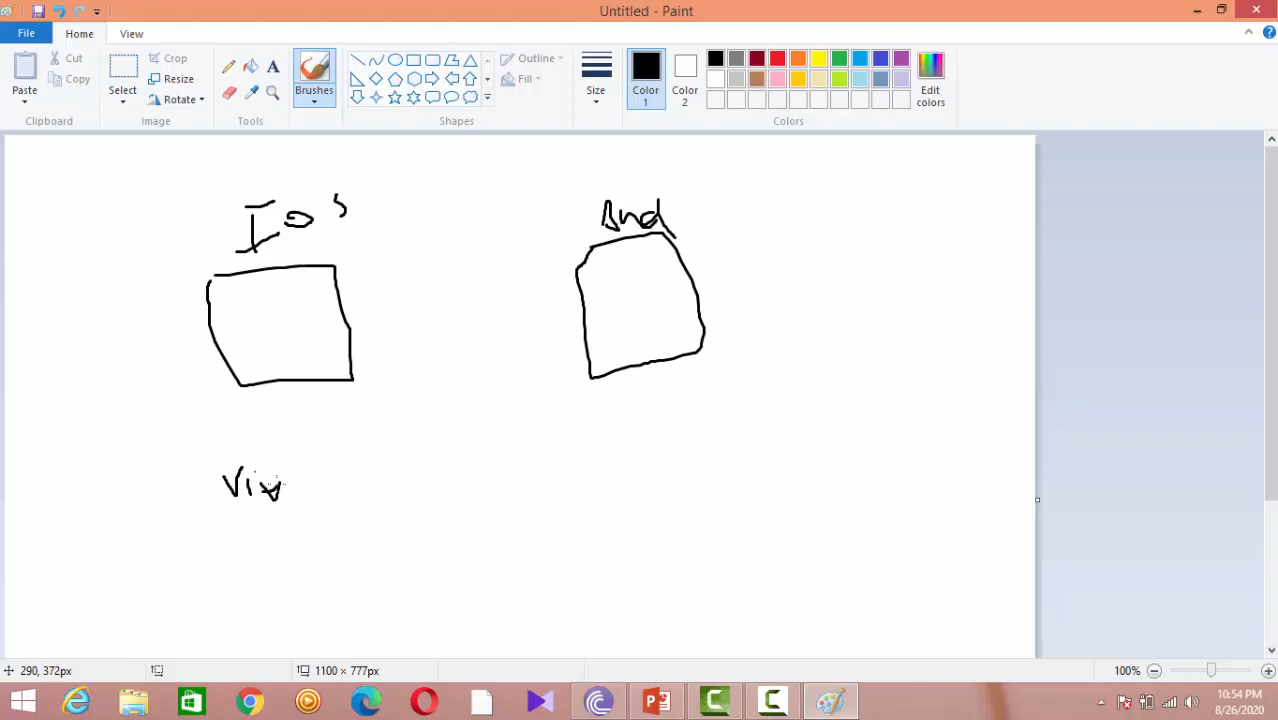 Untitled - Paint
File Home View
Paste Cut Copy Clipboard
Select Crop Resize Rotate Image
Tools
Brushes
Outline Fill Shapes
Size
Color 1 Color 2 Edit colors Colors
Ios And
290, 372px 1100 × 777px 100%
10:54 PM
8/26/2020